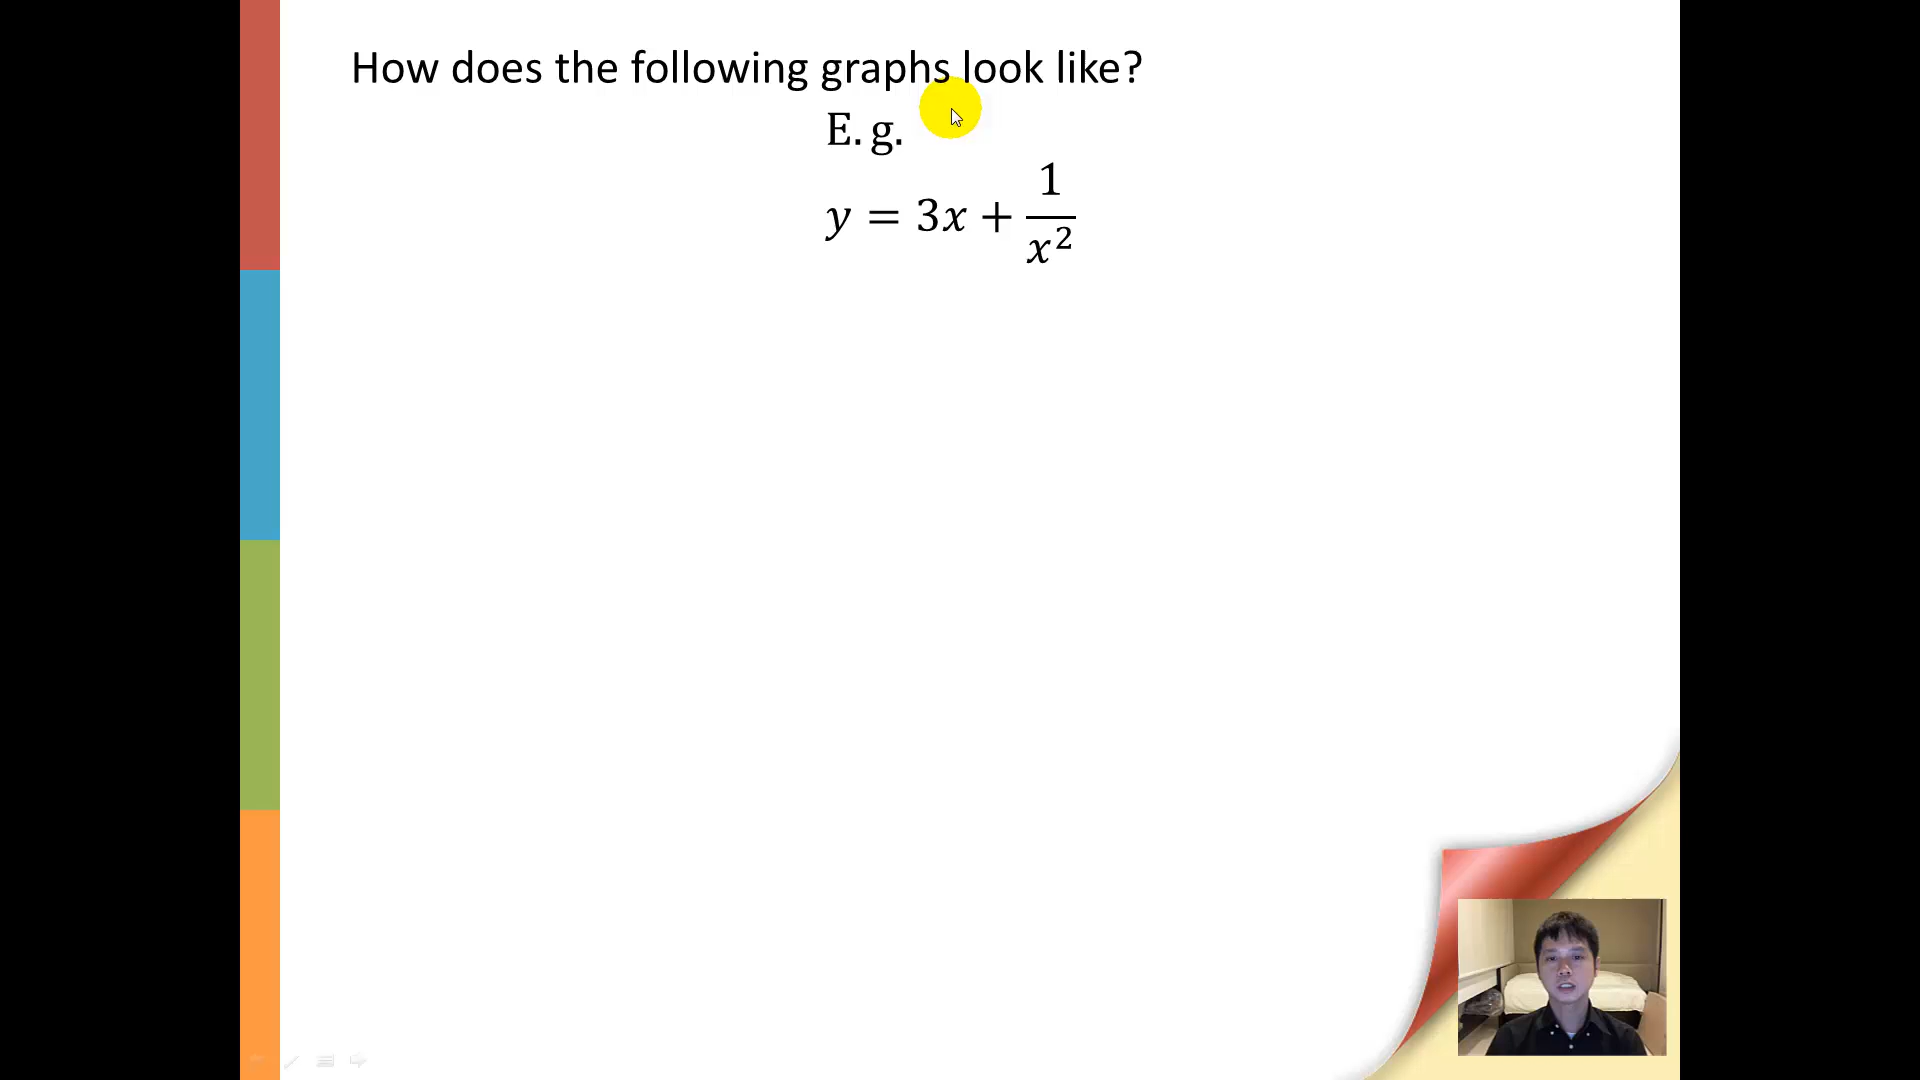 How does the following graphs look like?
E. g.
y = 3x + 1/x²